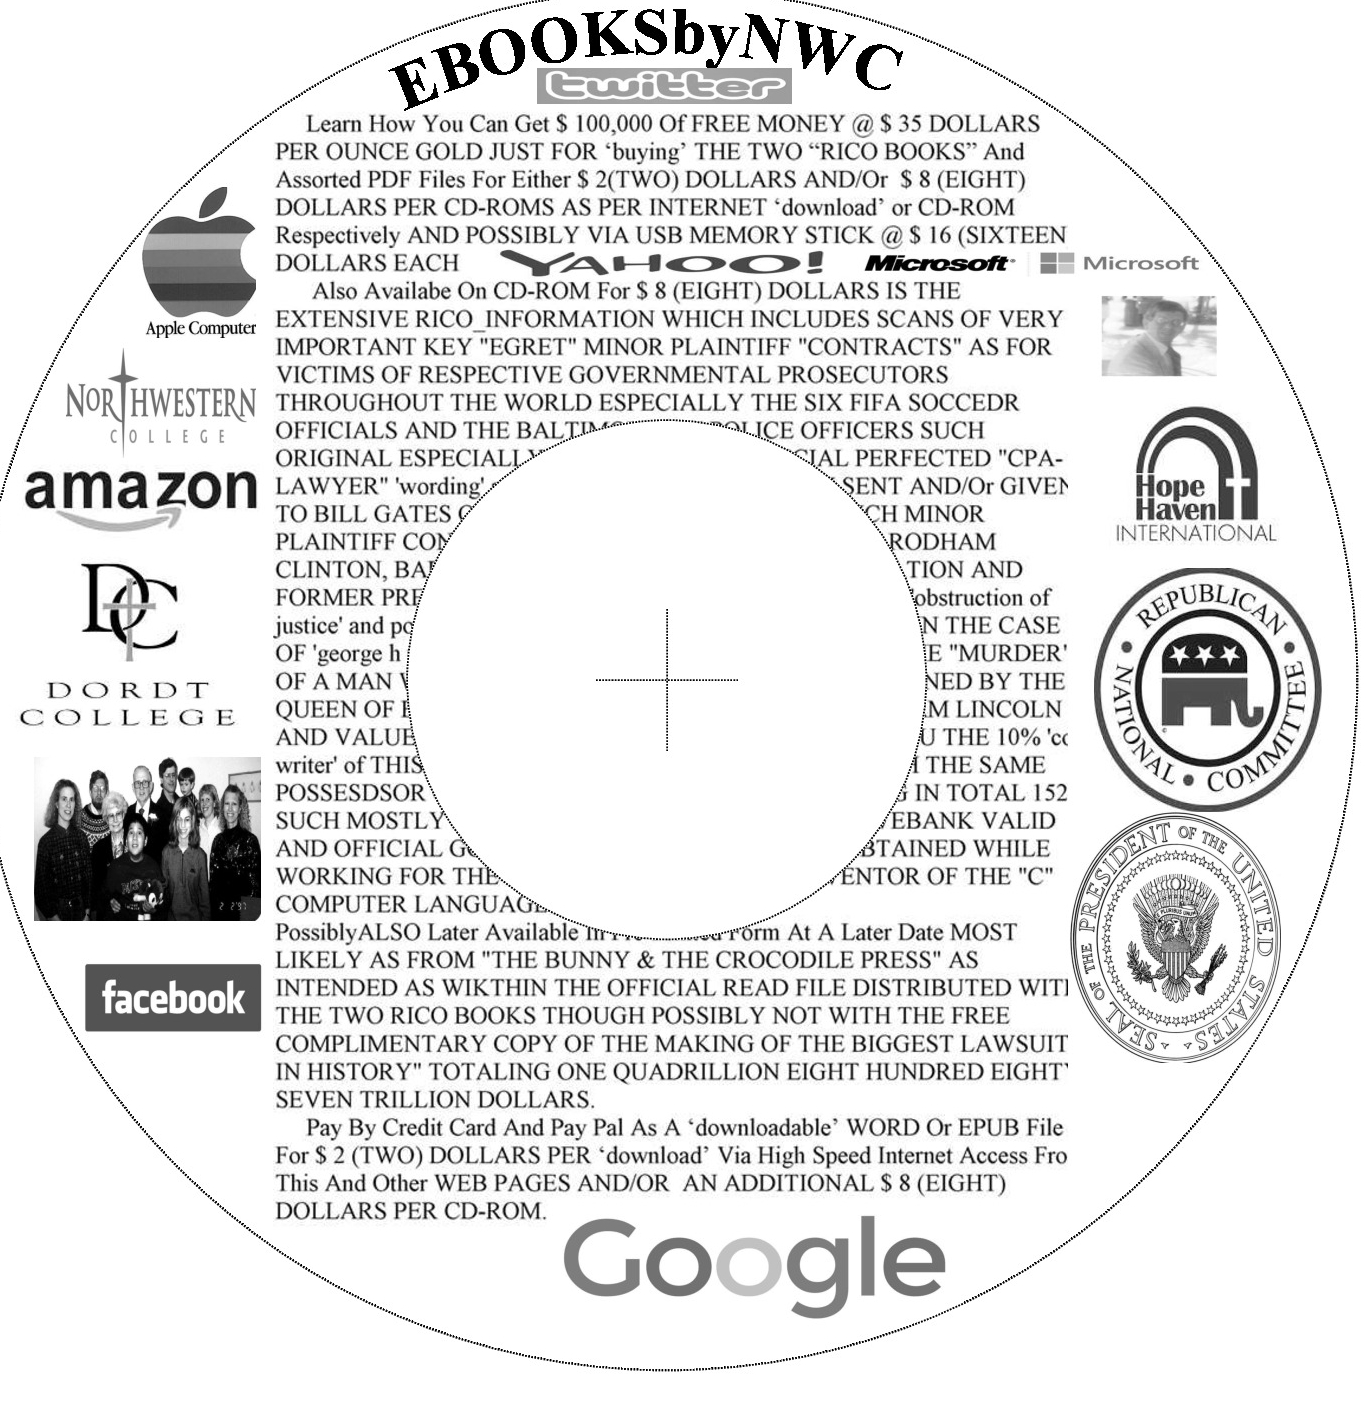 EBOOKSbyNWC
twitter
Learn How You Can Get $ 100,000 Of FREE MONEY @ $ 35 DOLLARS
PER OUNCE GOLD JUST FOR ‘buying’ THE TWO “RICO BOOKS” And
Assorted PDF Files For Either $ 2(TWO) DOLLARS AND/Or $ 8 (EIGHT)
DOLLARS PER CD-ROMS AS PER INTERNET ‘download’ or CD-ROM
Respectively AND POSSIBLY VIA USB MEMORY STICK @ $ 16 (SIXTEEN
DOLLARS EACH YAHOO! Microsoft Microsoft
Also Availabe On CD-ROM For $ 8 (EIGHT) DOLLARS IS THE
EXTENSIVE RICO_INFORMATION WHICH INCLUDES SCANS OF VERY
IMPORTANT KEY "EGRET" MINOR PLAINTIFF "CONTRACTS" AS FOR
VICTIMS OF RESPECTIVE GOVERNMENTAL PROSECUTORS
THROUGHOUT THE WORLD ESPECIALLY THE SIX FIFA SOCCEDR
OFFICIALS AND THE POLICE OFFICERS SUCH
ORIGINAL PERFECTED "CPA-
LAWYER" 'wording' SENT AND/Or GIVEN
TO BILL GATES MINOR
PLAINTIFF RODHAM
CLINTON, AND
FORMER 'obstruction of
justice' and IN THE CASE
OF 'george h "MURDER'
OF A MAN BY THE
QUEEN OF LINCOLN
AND VALUE THE 10%
writer' of THIS THE SAME
POSSESDSOR IN TOTAL 152
SUCH MOSTLY VALID
AND OFFICIAL WHILE
WORKING FOR THE OF THE "C"
COMPUTER LANGUAGE
PossiblyALSO Later Available Form At A Later Date MOST
LIKELY AS FROM "THE BUNNY & THE CROCODILE PRESS" AS
INTENDED AS WIKTHIN THE OFFICIAL READ FILE DISTRIBUTED WITH
THE TWO RICO BOOKS THOUGH POSSIBLY NOT WITH THE FREE
COMPLIMENTARY COPY OF THE MAKING OF THE BIGGEST LAWSUIT
IN HISTORY" TOTALING ONE QUADRILLION EIGHT HUNDRED EIGHTY
SEVEN TRILLION DOLLARS.
Pay By Credit Card And Pay Pal As A ‘downloadable’ WORD Or EPUB File
For $ 2 (TWO) DOLLARS PER ‘download’ Via High Speed Internet Access Fro
This And Other WEB PAGES AND/OR AN ADDITIONAL $ 8 (EIGHT)
DOLLARS PER CD-ROM.
Google
Apple Computer
NORTHWESTERN
COLLEGE
amazon
DC
DORDT
COLLEGE
2 2'97
facebook
Hope
Haven
INTERNATIONAL
REPUBLICAN
NATIONAL COMMITTEE
SEAL OF THE PRESIDENT OF THE UNITED STATES
E PLURIBUS UNUM